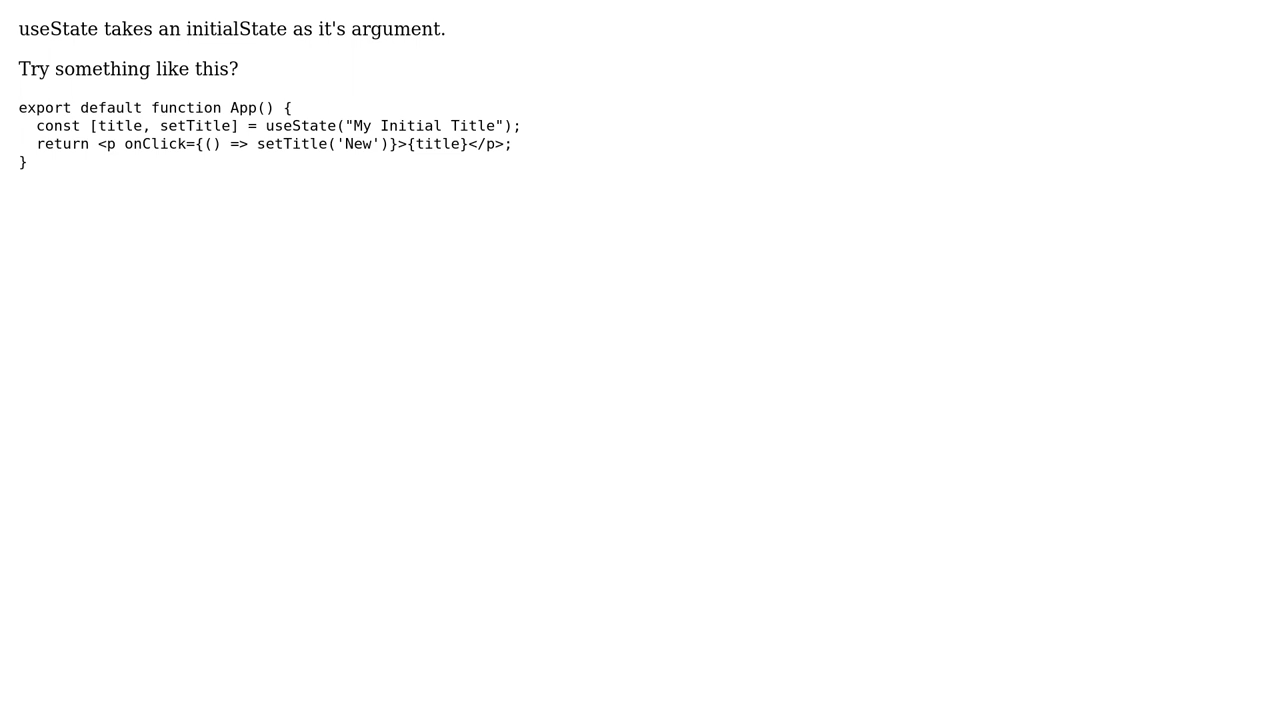 useState takes an initialState as it's argument.
Try something like this?
export default function App() {
  const [title, setTitle] = useState("My Initial Title");
  return <p onClick={() => setTitle('New')}>{title}</p>;
}